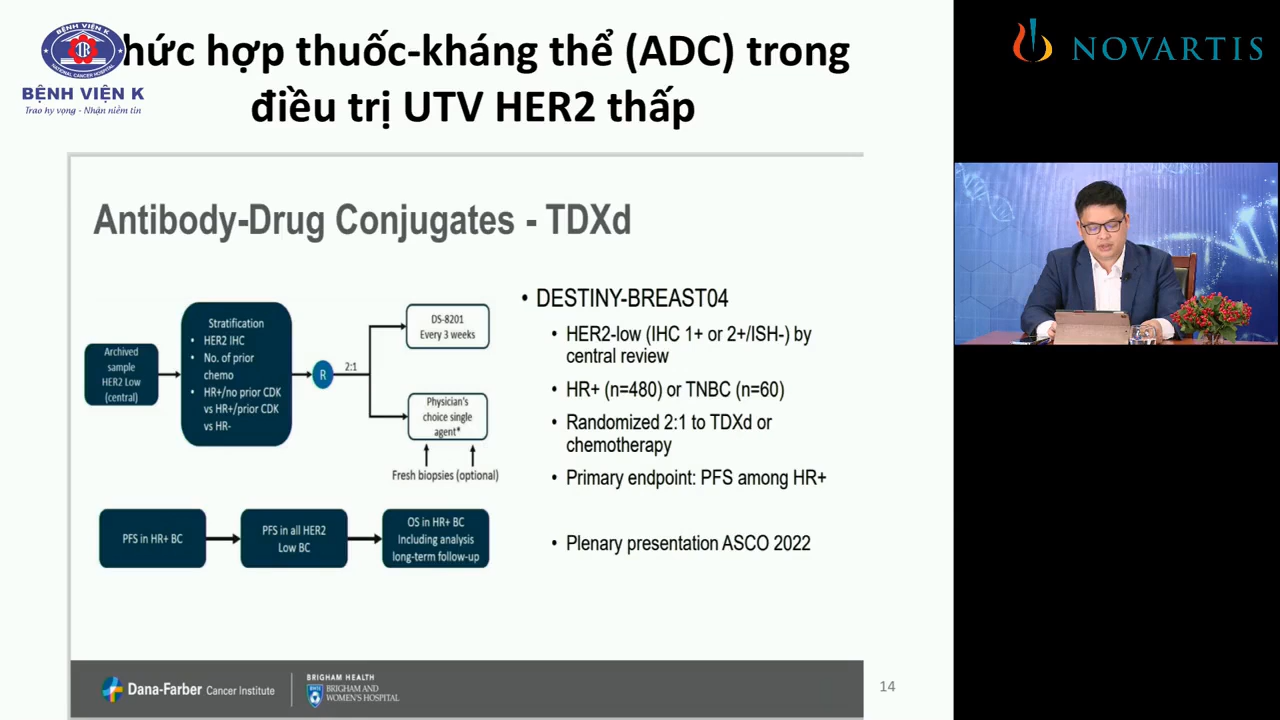 hức hợp thuốc-kháng thể (ADC) trong
điều trị UTV HER2 thấp
BỆNH VIỆN K
NATIONAL CANCER HOSPITAL
BỆNH VIỆN K
Trao hy vọng - Nhận niềm tin
NOVARTIS
Antibody-Drug Conjugates - TDXd
Archived
sample
HER2 Low
(central)
Stratification
• HER2 IHC
• No. of prior
chemo
• HR+/no prior CDK
vs HR+/prior CDK
vs HR-
R
2:1
DS-8201
Every 3 weeks
Physician's
choice single
agent*
Fresh biopsies (optional)
PFS in HR+ BC
PFS in all HER2
Low BC
OS in HR+ BC
Including analysis
long-term follow-up
• DESTINY-BREAST04
• HER2-low (IHC 1+ or 2+/ISH-) by
central review
• HR+ (n=480) or TNBC (n=60)
• Randomized 2:1 to TDXd or
chemotherapy
• Primary endpoint: PFS among HR+
• Plenary presentation ASCO 2022
Dana-Farber Cancer Institute
BRIGHAM HEALTH
BRIGHAM AND
WOMEN'S HOSPITAL
14